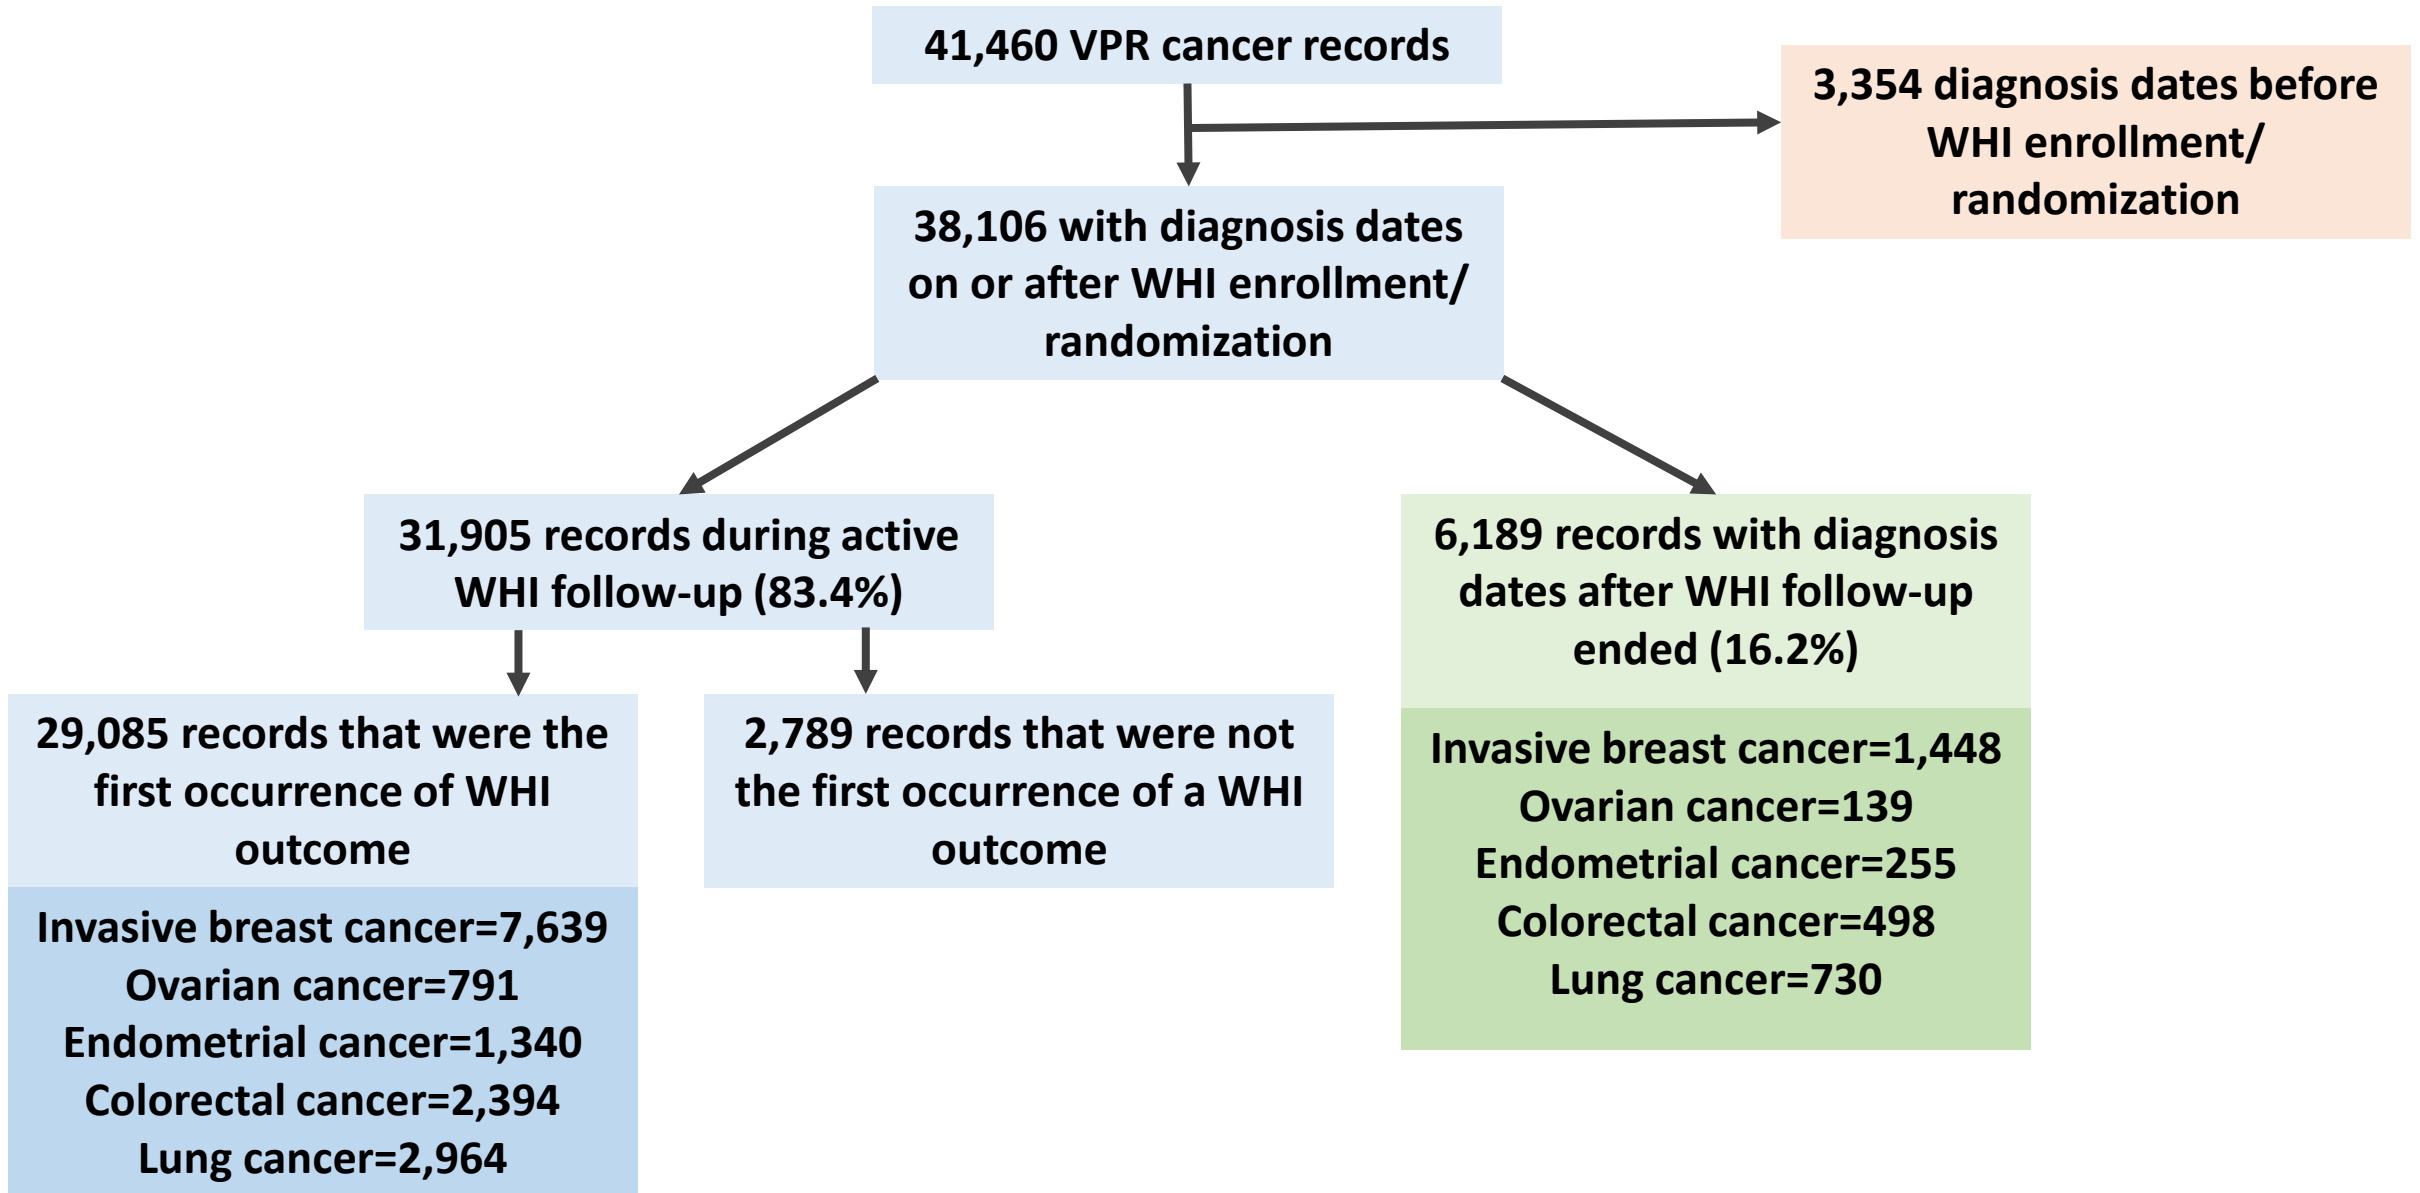 41,460 VPR cancer records
3,354 diagnosis dates before
WHI enrollment/
randomization
38,106 with diagnosis dates
on or after WHI enrollment/
randomization
31,905 records during active
WHI follow-up (83.4%)
6,189 records with diagnosis
dates after WHI follow-up
ended (16.2%)
29,085 records that were the
first occurrence of WHI
outcome
2,789 records that were not
the first occurrence of a WHI
outcome
Invasive breast cancer=1,448
Ovarian cancer=139
Endometrial cancer=255
Colorectal cancer=498
Lung cancer=730
Invasive breast cancer=7,639
Ovarian cancer=791
Endometrial cancer=1,340
Colorectal cancer=2,394
Lung cancer=2,964